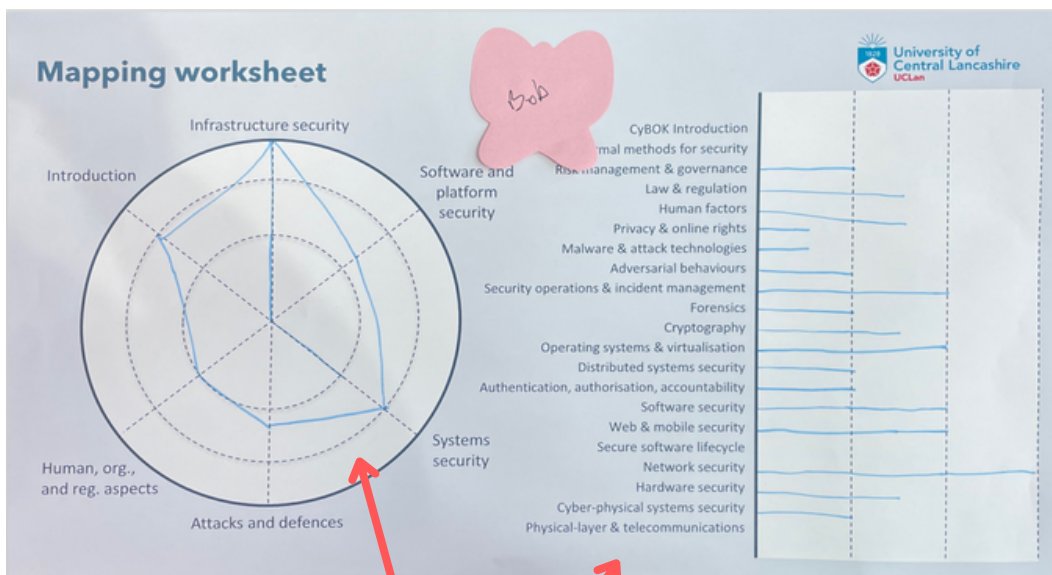 Mapping worksheet
Bob
1828
University of
Central Lancashire
UCLan
Infrastructure security
Introduction
Software and
platform
security
Systems
security
Human, org.,
and reg. aspects
Attacks and defences
CyBOK Introduction
mal methods for security
Risk management & governance
Law & regulation
Human factors
Privacy & online rights
Malware & attack technologies
Adversarial behaviours
Security operations & incident management
Forensics
Cryptography
Operating systems & virtualisation
Distributed systems security
Authentication, authorisation, accountability
Software security
Web & mobile security
Secure software lifecycle
Network security
Hardware security
Cyber-physical systems security
Physical-layer & telecommunications